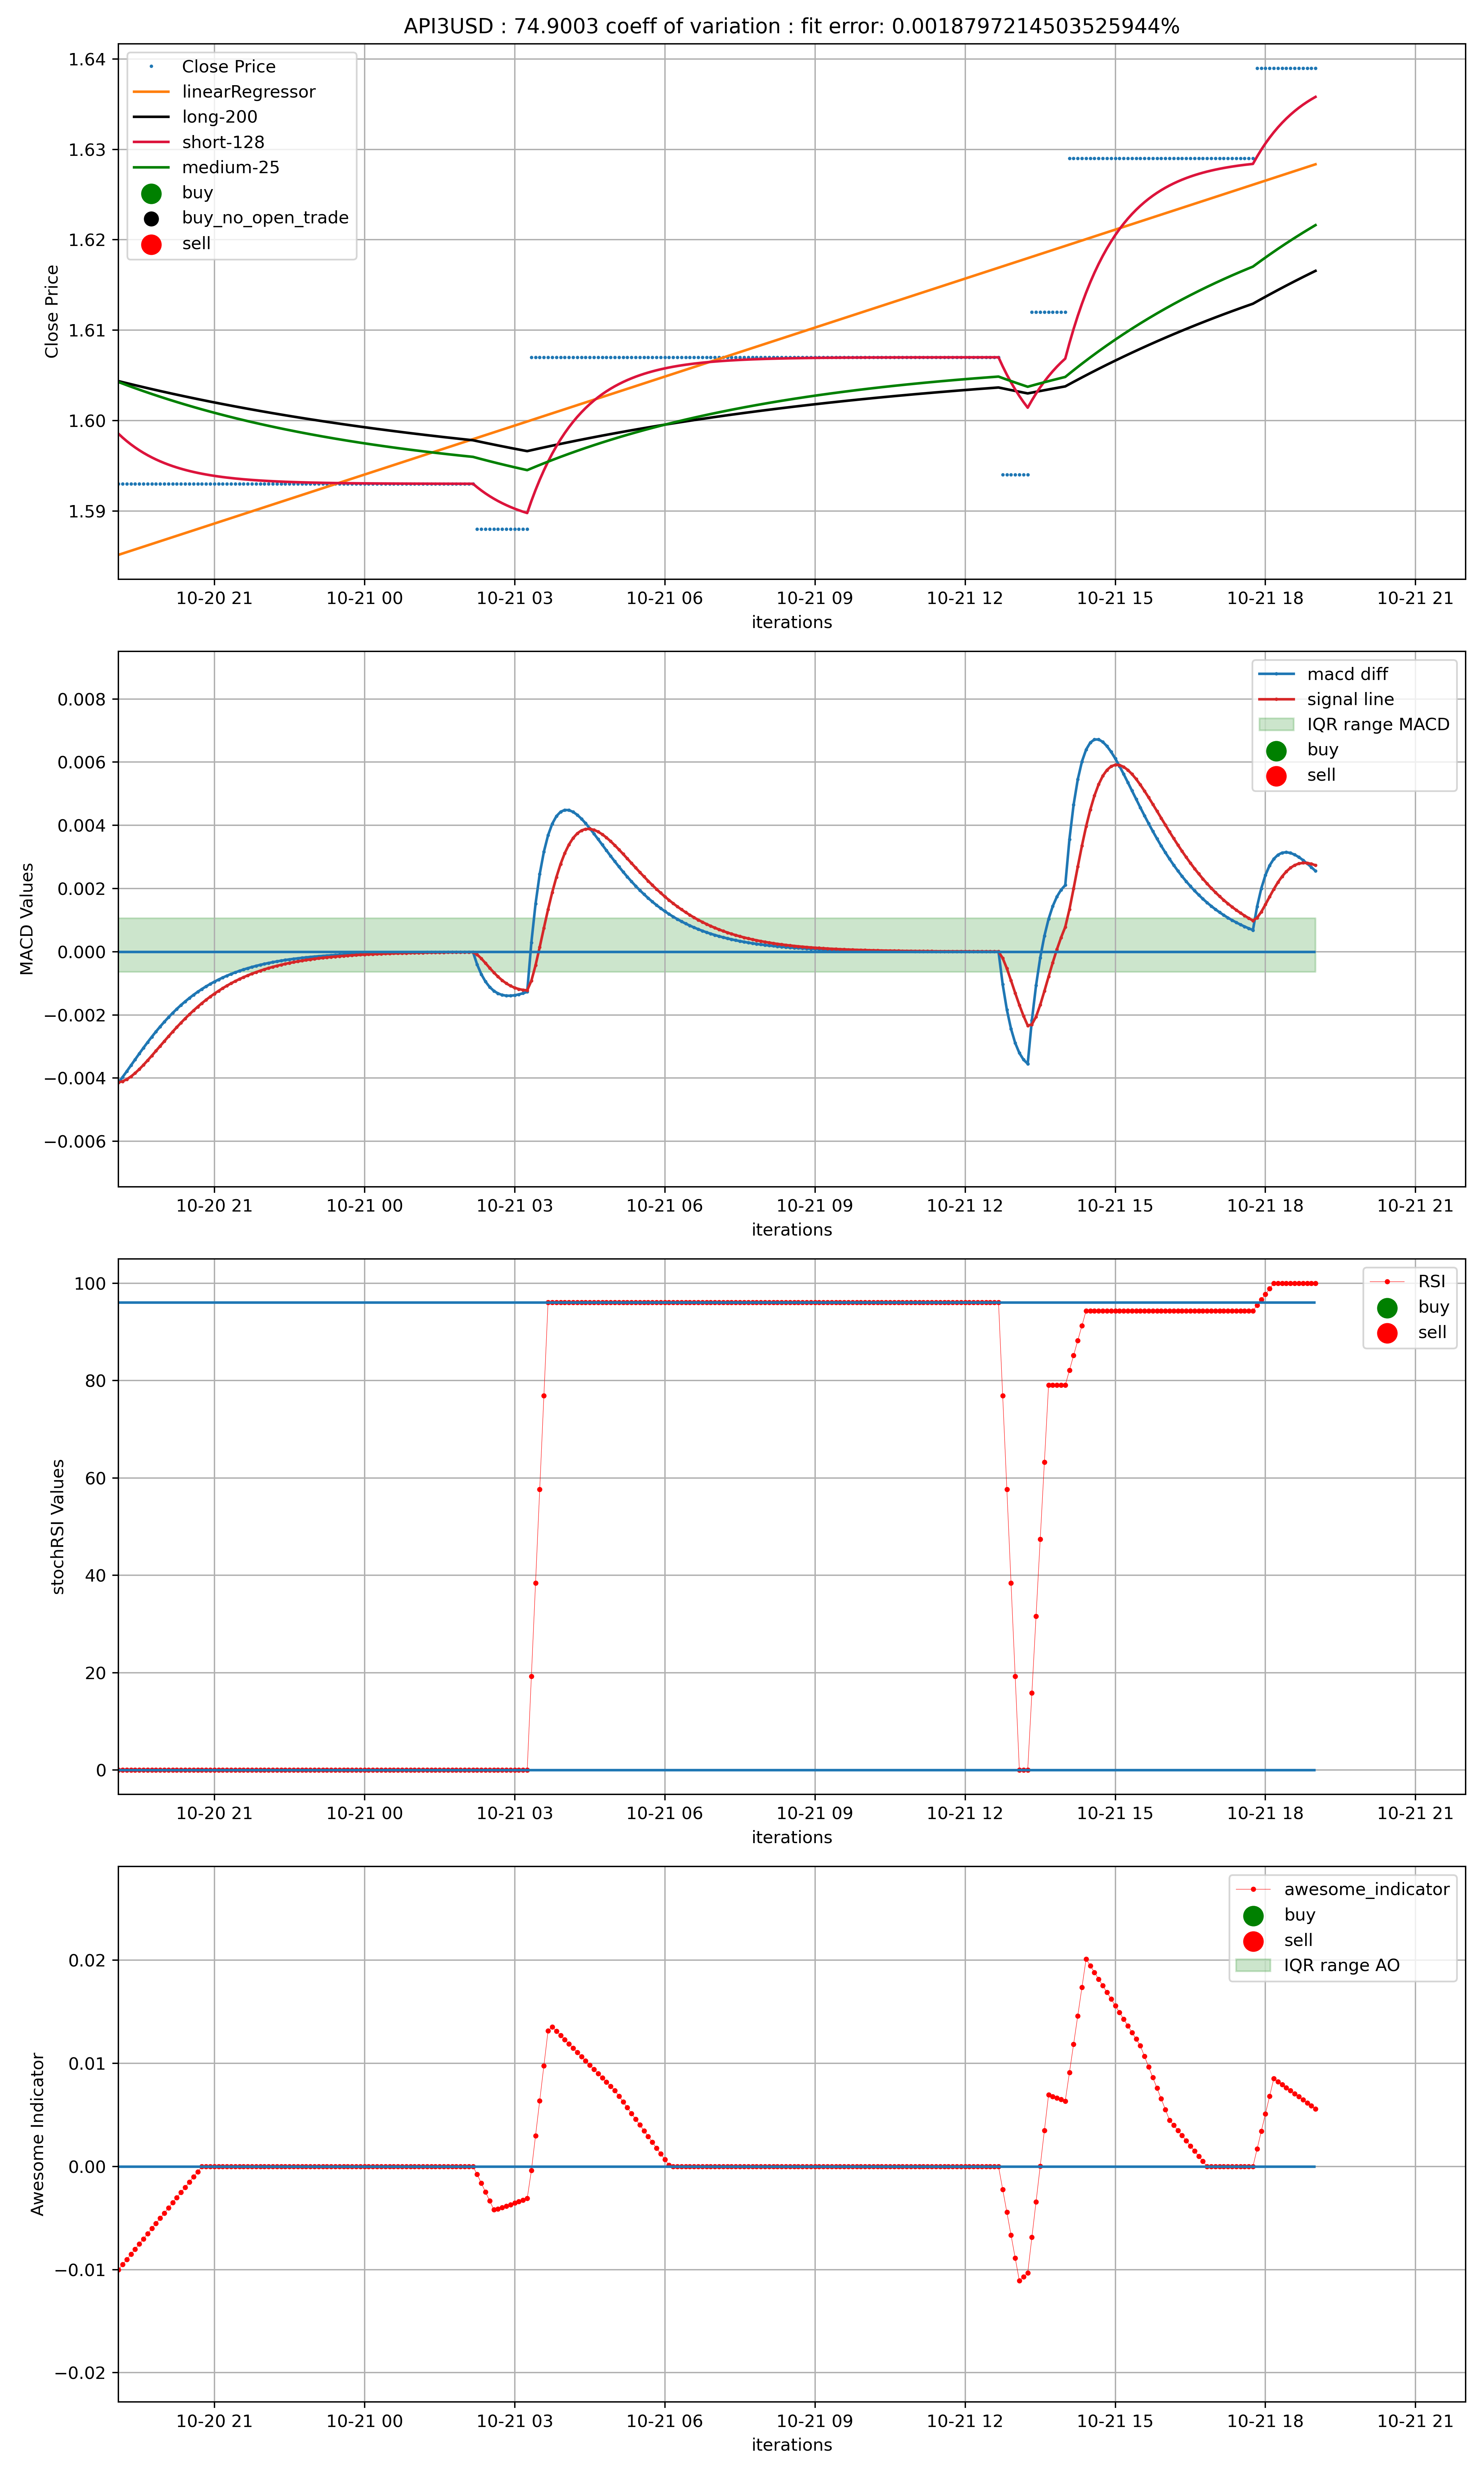 API3USD : 74.9003 coeff of variation : fit error: 0.0018797214503525944%
Close Price
linearRegressor
long-200
short-128
medium-25
buy
buy_no_open_trade
sell
1.64
1.63
1.62
1.61
1.60
1.59
Close Price
10-20 21 10-21 00 10-21 03 10-21 06 10-21 09 10-21 12 10-21 15 10-21 18 10-21 21
iterations
macd diff
signal line
IQR range MACD
buy
sell
0.008
0.006
0.004
0.002
0.000
−0.002
−0.004
−0.006
MACD Values
10-20 21 10-21 00 10-21 03 10-21 06 10-21 09 10-21 12 10-21 15 10-21 18 10-21 21
iterations
RSI
buy
sell
100
80
60
40
20
0
stochRSI Values
10-20 21 10-21 00 10-21 03 10-21 06 10-21 09 10-21 12 10-21 15 10-21 18 10-21 21
iterations
awesome_indicator
buy
sell
IQR range AO
0.02
0.01
0.00
−0.01
−0.02
Awesome Indicator
10-20 21 10-21 00 10-21 03 10-21 06 10-21 09 10-21 12 10-21 15 10-21 18 10-21 21
iterations